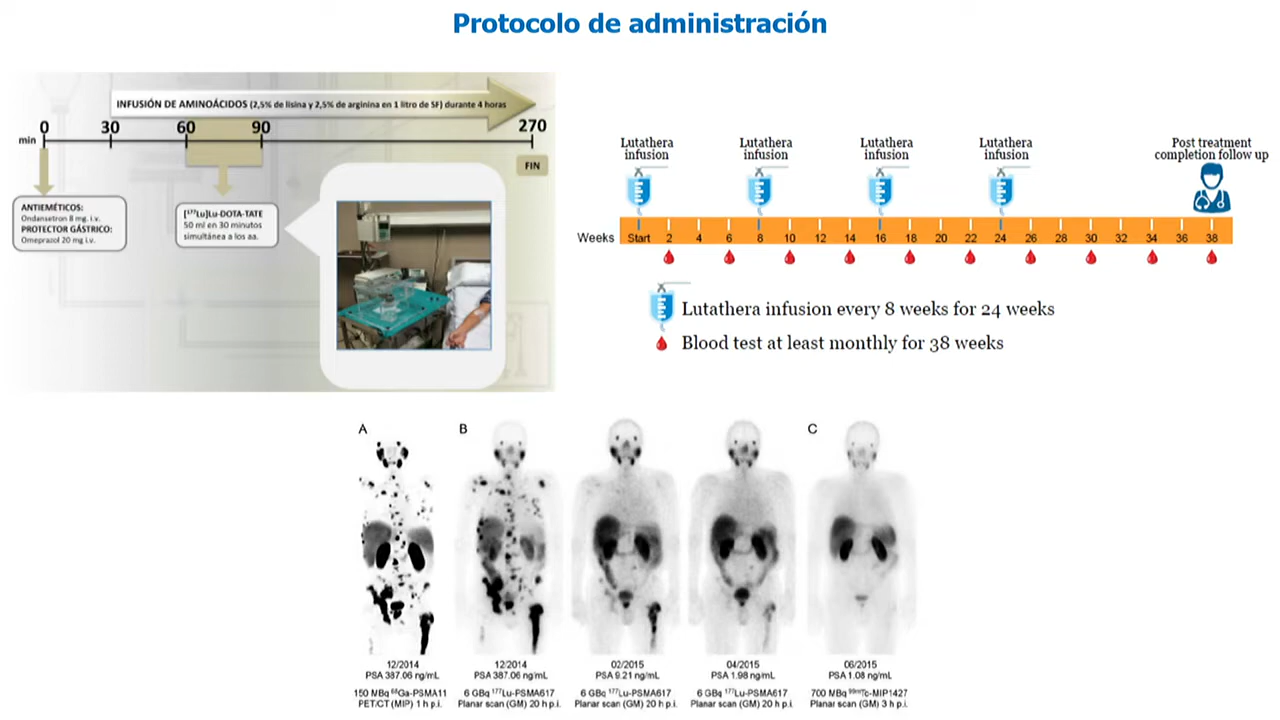 Protocolo de administración
INFUSIÓN DE AMINOÁCIDOS (2,5% de lisina y 2,5% de arginina en 1 litro de SF) durante 4 horas
min 0 30 60 90 270
FIN
ANTIEMÉTICOS:
Ondansetron 8 mg. i.v.
PROTECTOR GÁSTRICO:
Omeprazol 20 mg i.v.
[¹⁷⁷Lu]Lu-DOTA-TATE
50 ml en 30 minutos
simultánea a los aa.
Lutathera
infusion
Lutathera
infusion
Lutathera
infusion
Lutathera
infusion
Post treatment
completion follow up
Weeks Start 2 4 6 8 10 12 14 16 18 20 22 24 26 28 30 32 34 36 38
Lutathera infusion every 8 weeks for 24 weeks
Blood test at least monthly for 38 weeks
A
B
C
12/2014
PSA 387.06 ng/mL
150 MBq ⁶⁸Ga-PSMA11
PET/CT (MIP) 1 h p.i.
12/2014
PSA 387.06 ng/mL
6 GBq ¹⁷⁷Lu-PSMA617
Planar scan (GM) 20 h p.i.
02/2015
PSA 9.21 ng/mL
6 GBq ¹⁷⁷Lu-PSMA617
Planar scan (GM) 20 h p.i.
04/2015
PSA 1.98 ng/mL
6 GBq ¹⁷⁷Lu-PSMA617
Planar scan (GM) 20 h p.i.
06/2015
PSA 1.08 ng/mL
700 MBq ⁹⁹ᵐTc-MIP1427
Planar scan (GM) 3 h p.i.